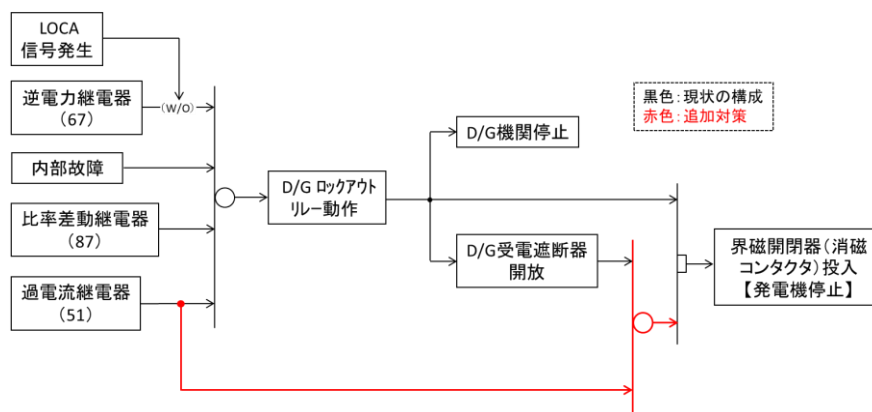 LOCA
信号発生
逆電力継電器
(67)
(W/O)
内部故障
比率差動継電器
(87)
過電流継電器
(51)
D/G ロックアウト
リレー動作
D/G機関停止
D/G受電遮断器
開放
黒色:現状の構成
赤色:追加対策
界磁開閉器(消磁
コンタクタ)投入
【発電機停止】